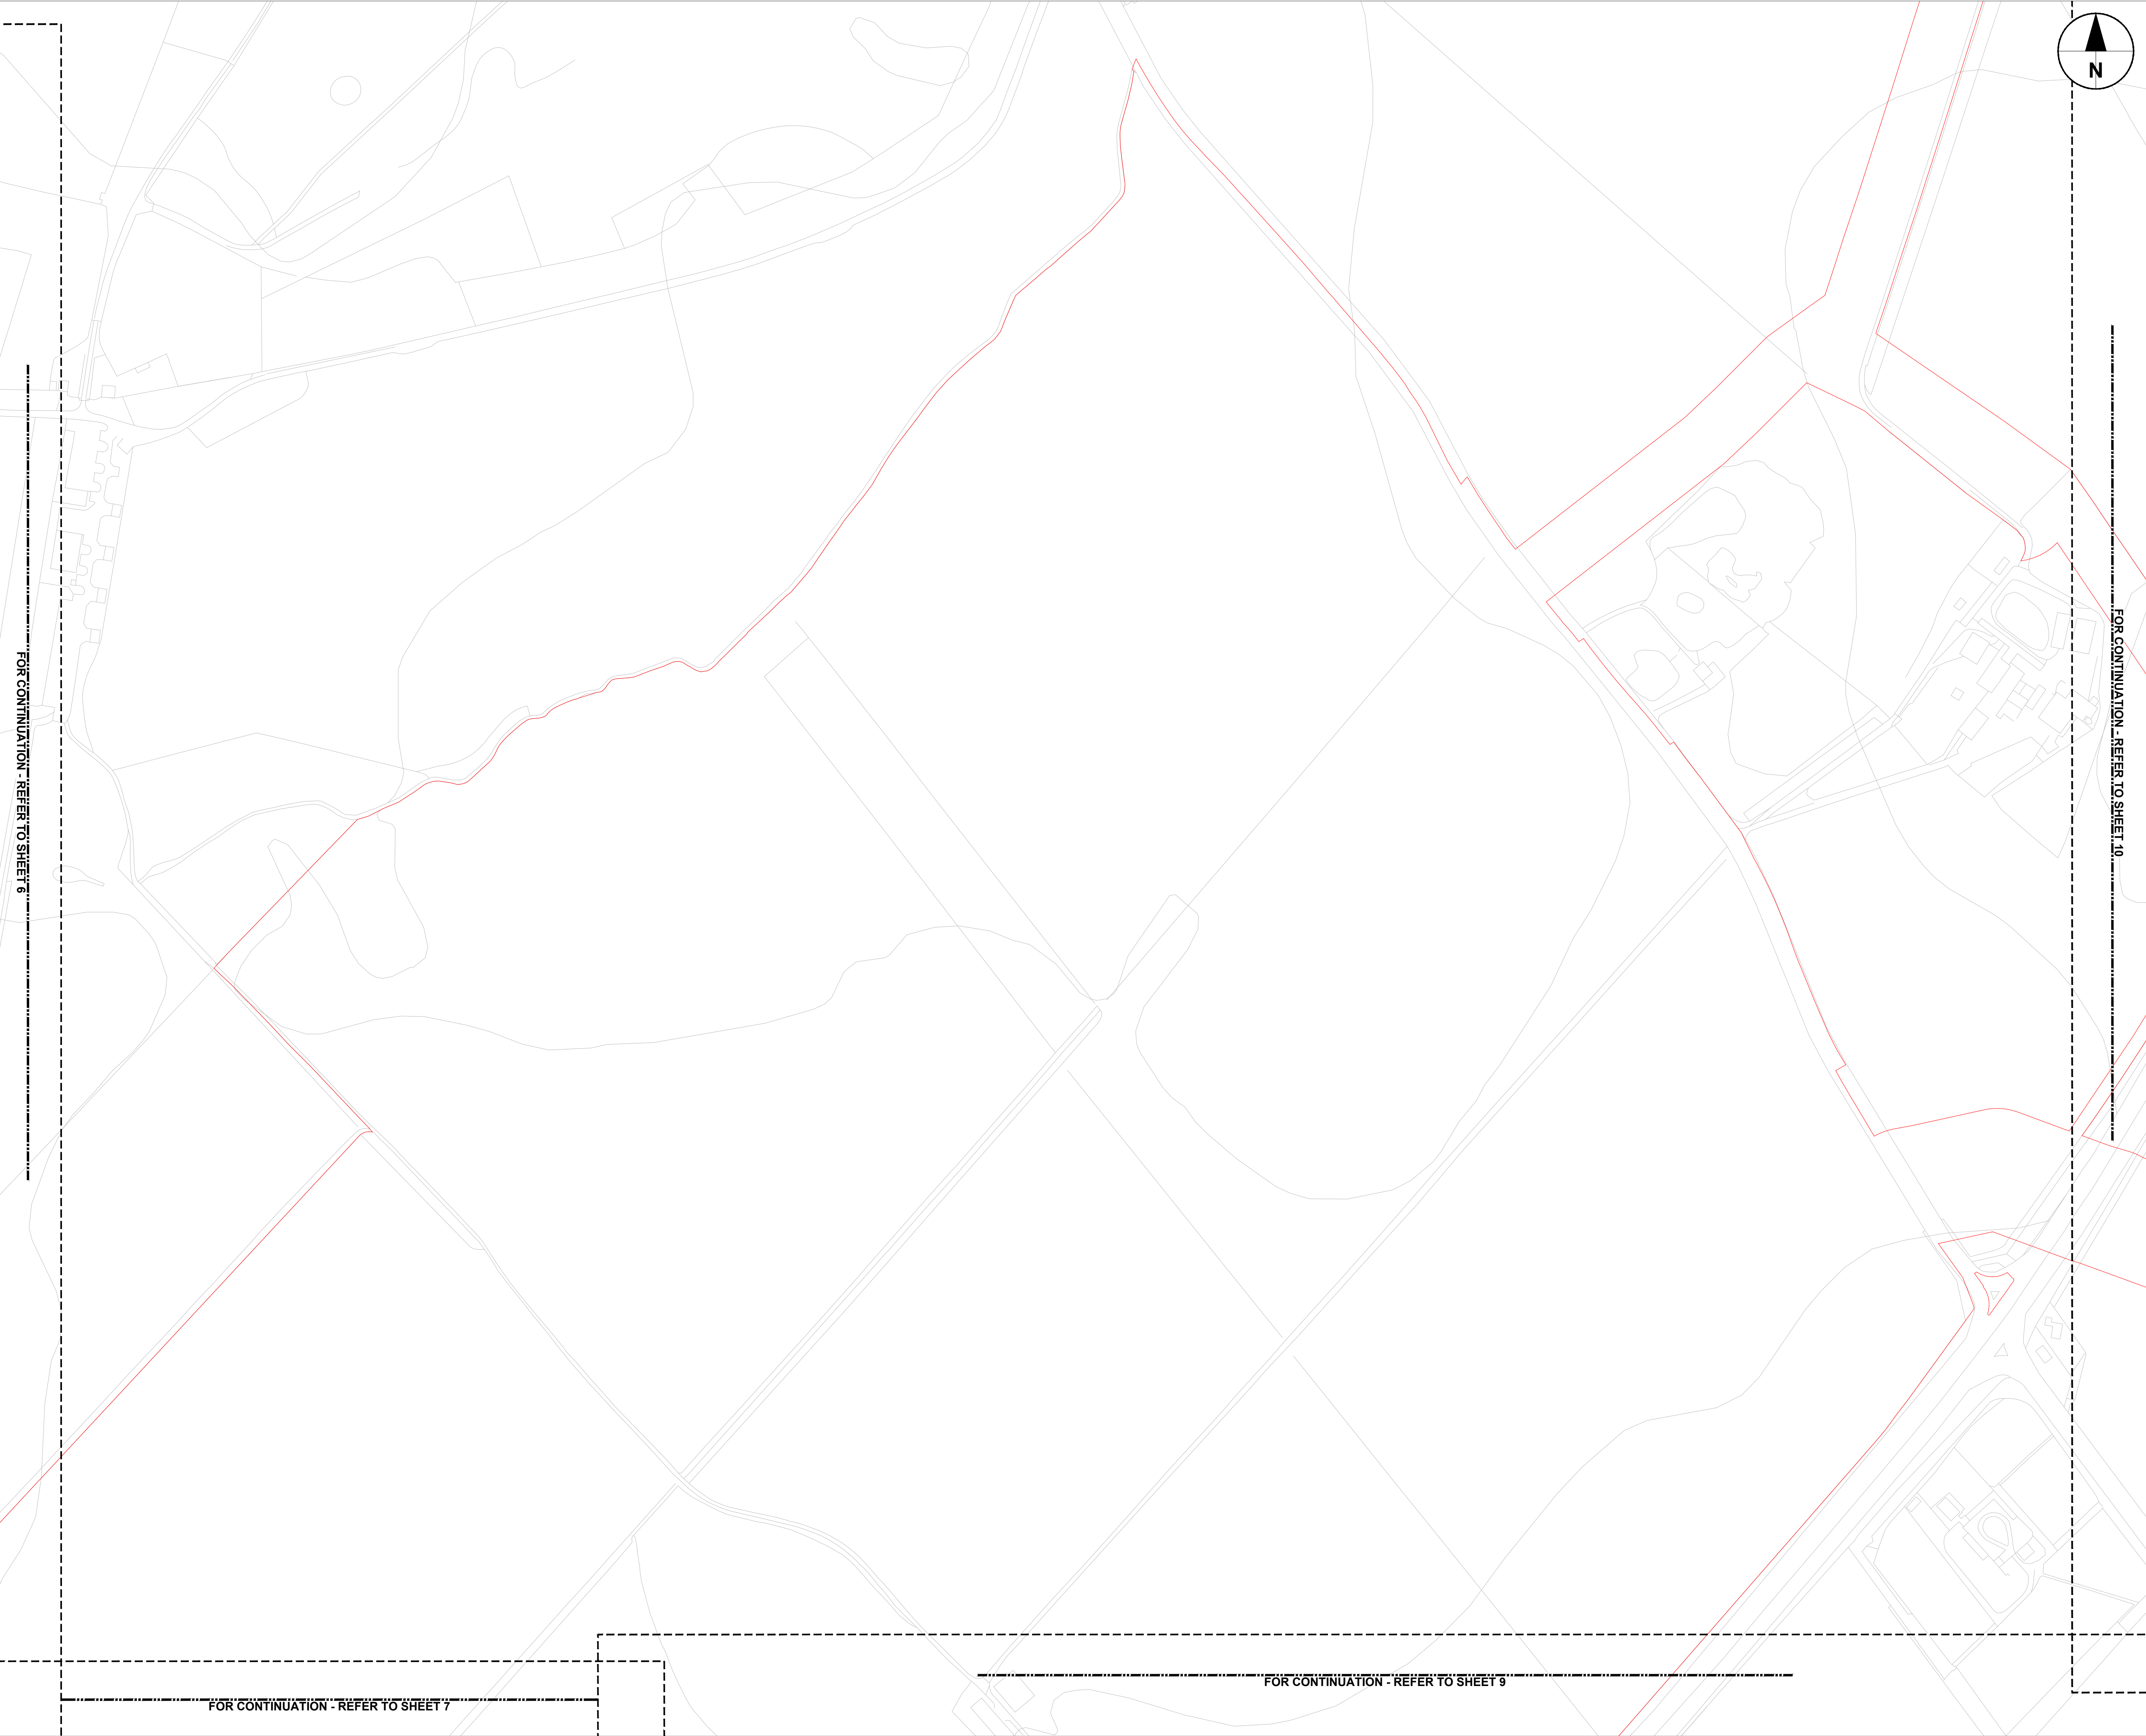 N
FOR CONTINUATION - REFER TO SHEET 6
FOR CONTINUATION - REFER TO SHEET 10
FOR CONTINUATION - REFER TO SHEET 9
FOR CONTINUATION - REFER TO SHEET 7